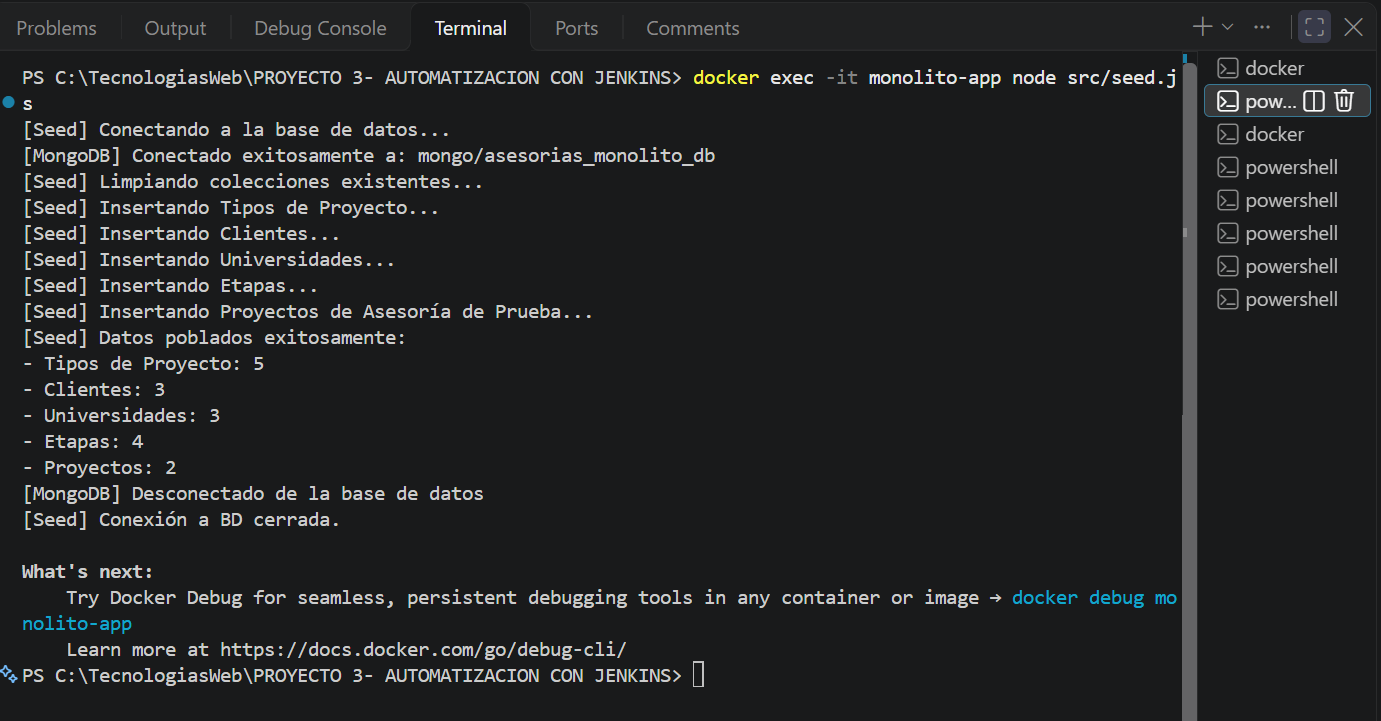 Problems Output Debug Console Terminal Ports Comments
PS C:\TecnologiasWeb\PROYECTO 3- AUTOMATIZACION CON JENKINS> docker exec -it monolito-app node src/seed.j
s
[Seed] Conectando a la base de datos...
[MongoDB] Conectado exitosamente a: mongo/asesorias_monolito_db
[Seed] Limpiando colecciones existentes...
[Seed] Insertando Tipos de Proyecto...
[Seed] Insertando Clientes...
[Seed] Insertando Universidades...
[Seed] Insertando Etapas...
[Seed] Insertando Proyectos de Asesoría de Prueba...
[Seed] Datos poblados exitosamente:
- Tipos de Proyecto: 5
- Clientes: 3
- Universidades: 3
- Etapas: 4
- Proyectos: 2
[MongoDB] Desconectado de la base de datos
[Seed] Conexión a BD cerrada.
What's next:
Try Docker Debug for seamless, persistent debugging tools in any container or image → docker debug mo
nolito-app
Learn more at https://docs.docker.com/go/debug-cli/
PS C:\TecnologiasWeb\PROYECTO 3- AUTOMATIZACION CON JENKINS>
docker
pow...
docker
powershell
powershell
powershell
powershell
powershell